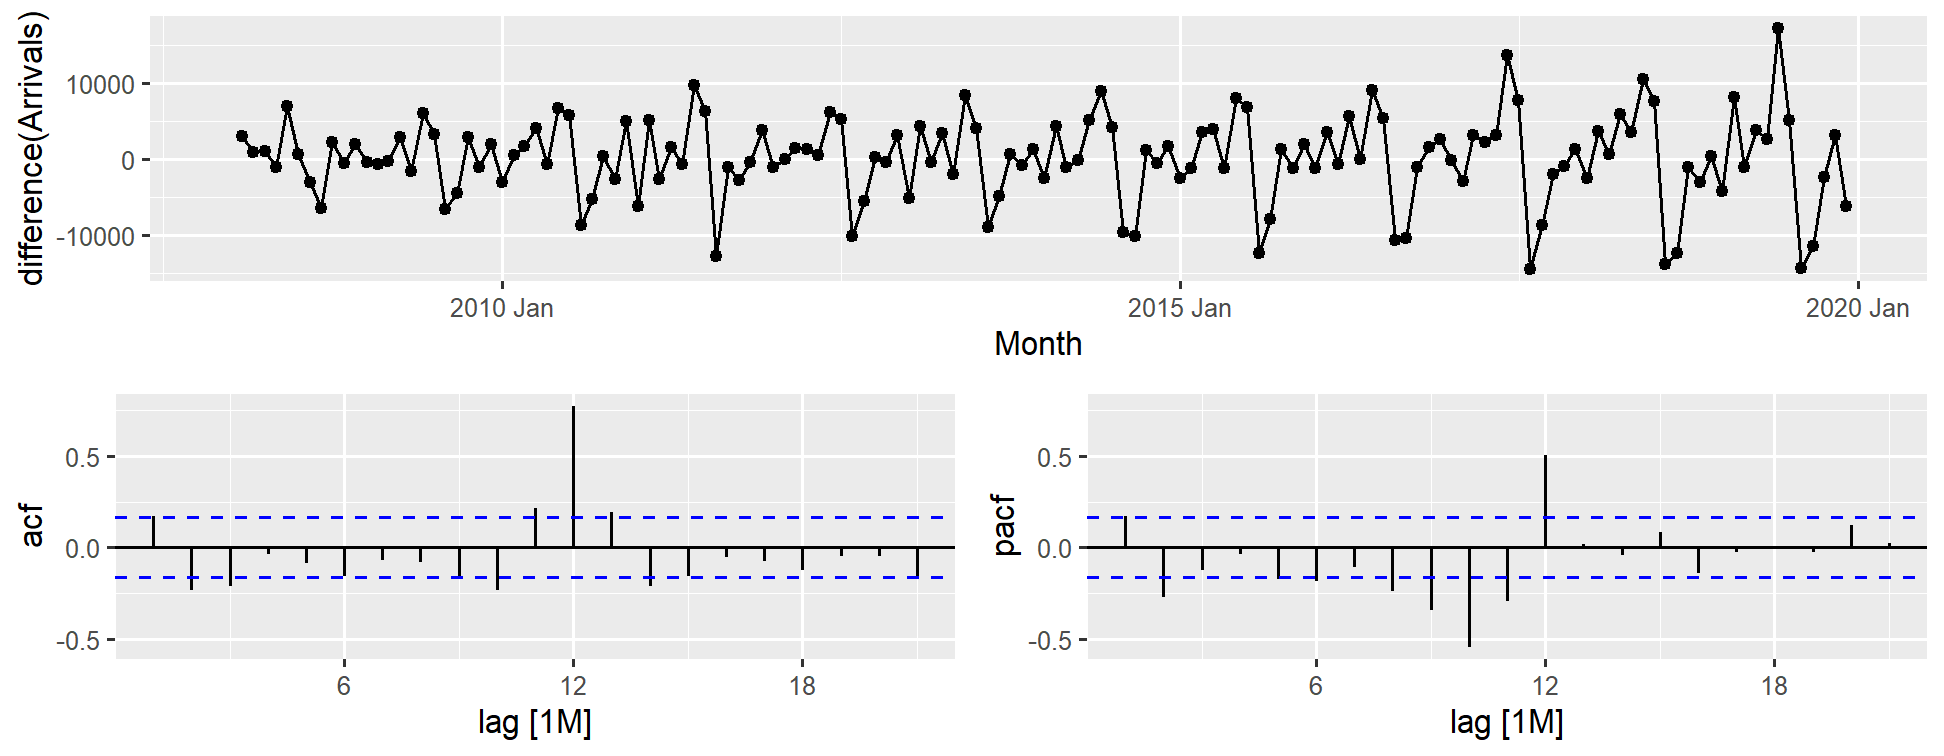 difference(Arrivals)
10000
0
-10000
2010 Jan
2015 Jan
2020 Jan
Month
acf
0.5
0.0
-0.5
6
12
18
lag [1M]
pacf
0.5
0.0
-0.5
6
12
18
lag [1M]